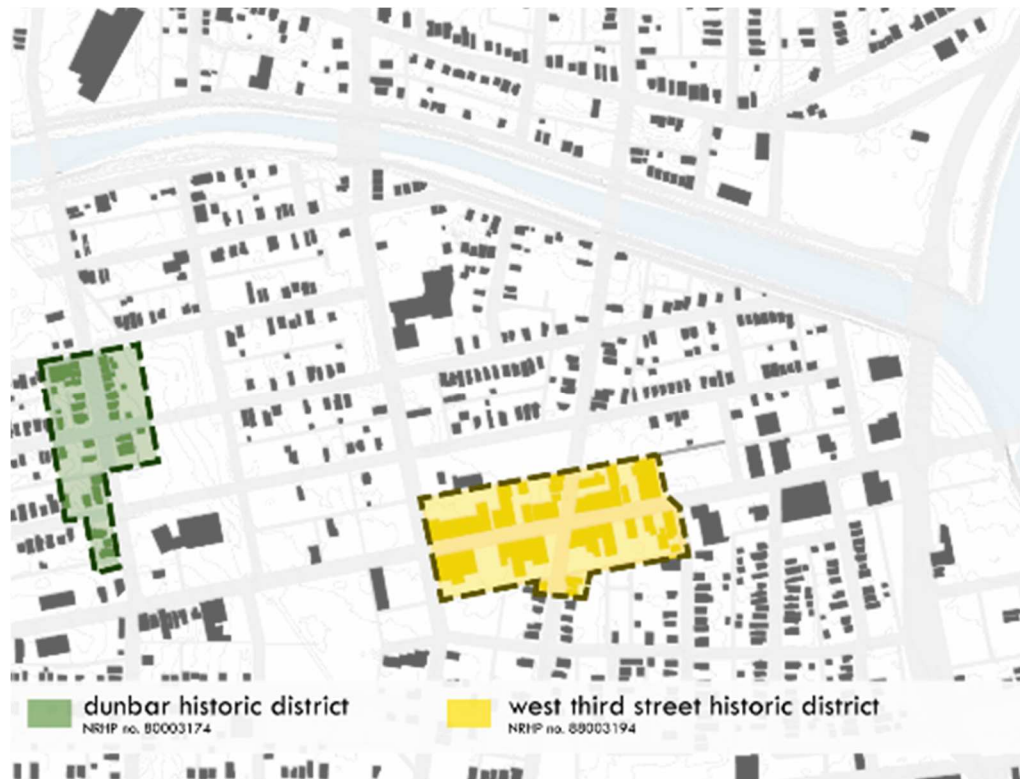 dunbar historic district
NRHP no. 80003174
west third street historic district
NRHP no. 88003194